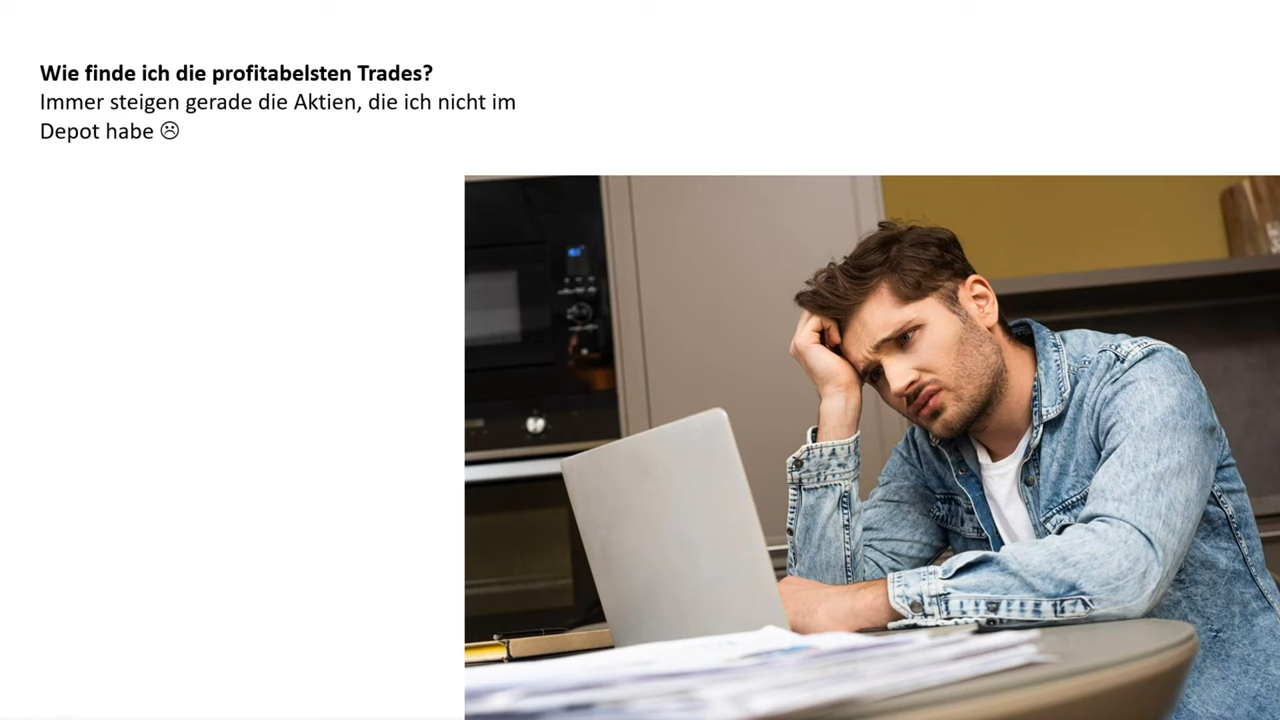 Wie finde ich die profitabelsten Trades?
Immer steigen gerade die Aktien, die ich nicht im
Depot habe ☹